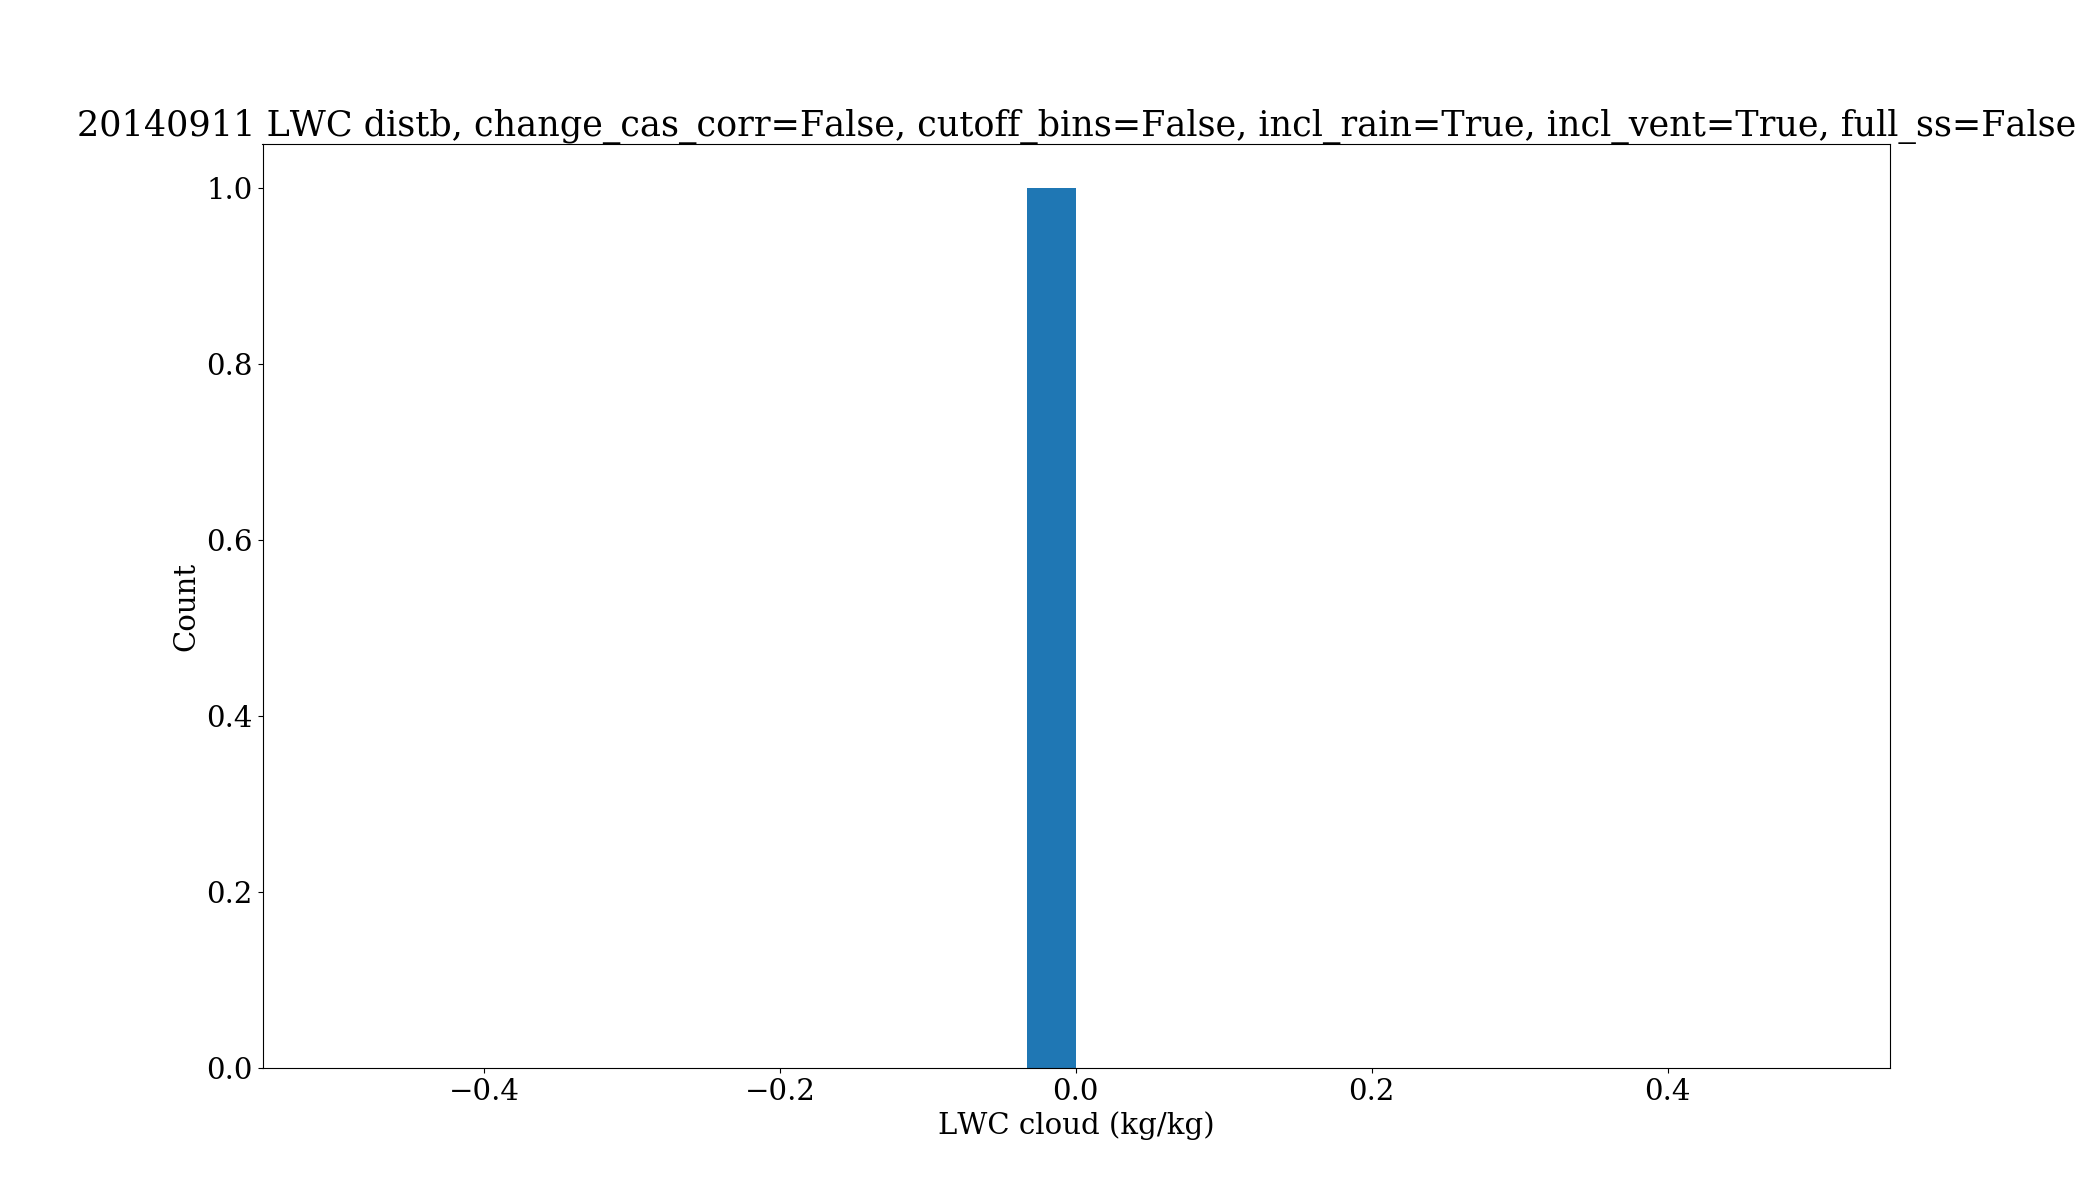 20140911 LWC distb, change_cas_corr=False, cutoff_bins=False, incl_rain=True, incl_vent=True, full_ss=False
1.0
0.8
0.6
0.4
0.2
0.0
Count
−0.4 −0.2 0.0 0.2 0.4
LWC cloud (kg/kg)